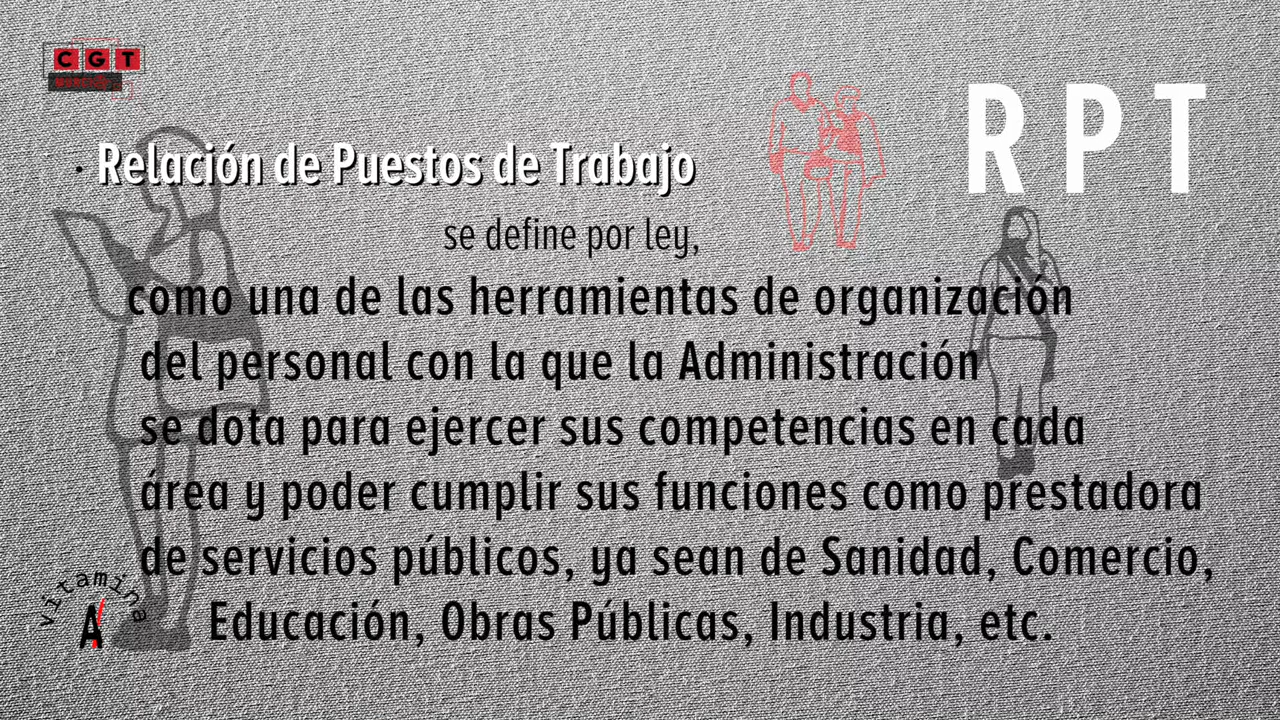 CGT
RPT
· Relación de Puestos de Trabajo
se define por ley,
como una de las herramientas de organización
del personal con la que la Administración
se dota para ejercer sus competencias en cada
área y poder cumplir sus funciones como prestadora
de servicios públicos, ya sean de Sanidad, Comercio,
Educación, Obras Públicas, Industria, etc.
vitamina
A